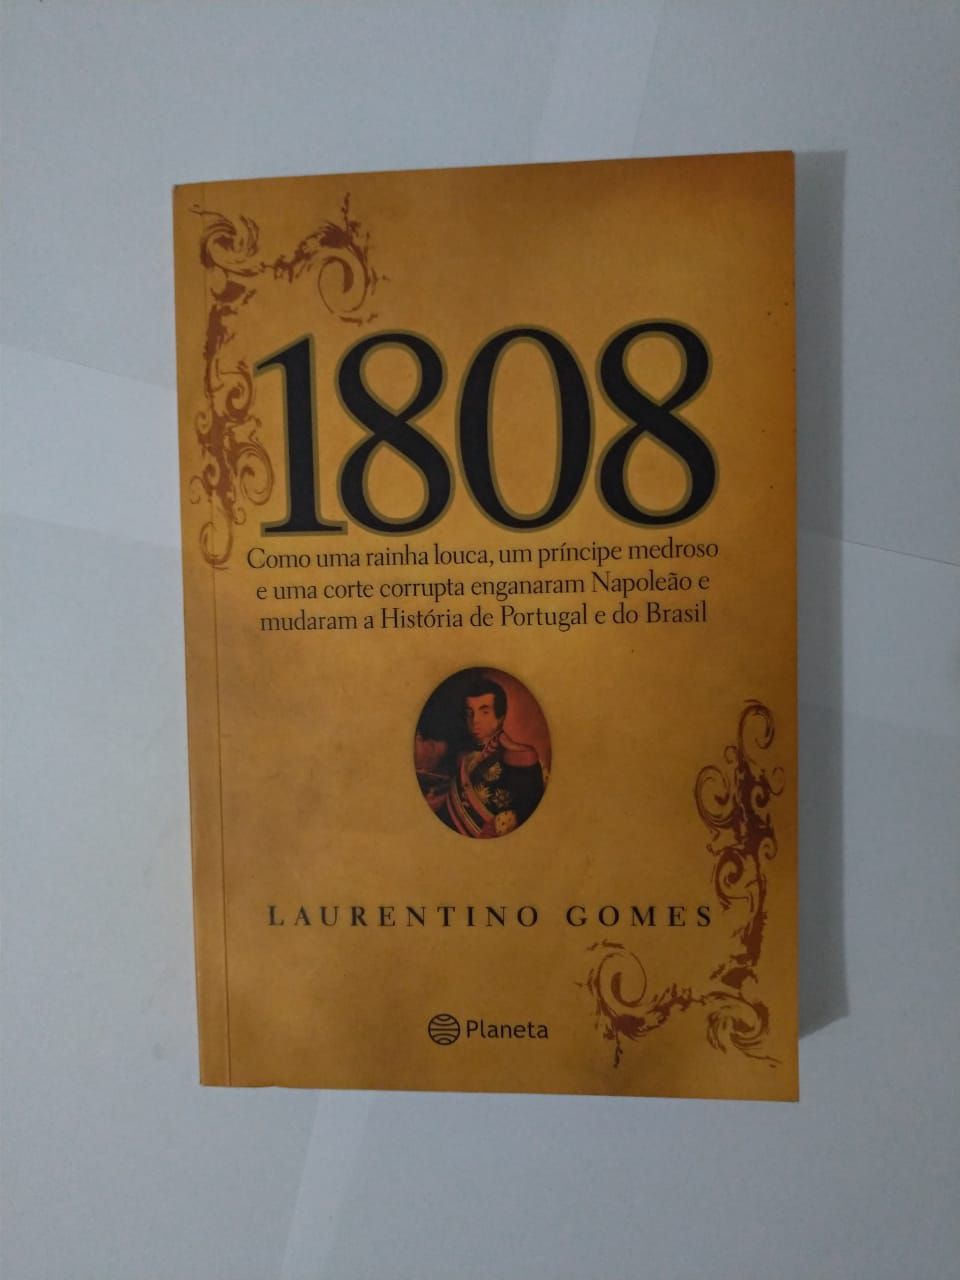 1808
Como uma rainha louca, um príncipe medroso
e uma corte corrupta enganaram Napoleão e
mudaram a História de Portugal e do Brasil
LAURENTINO GOMES
Planeta